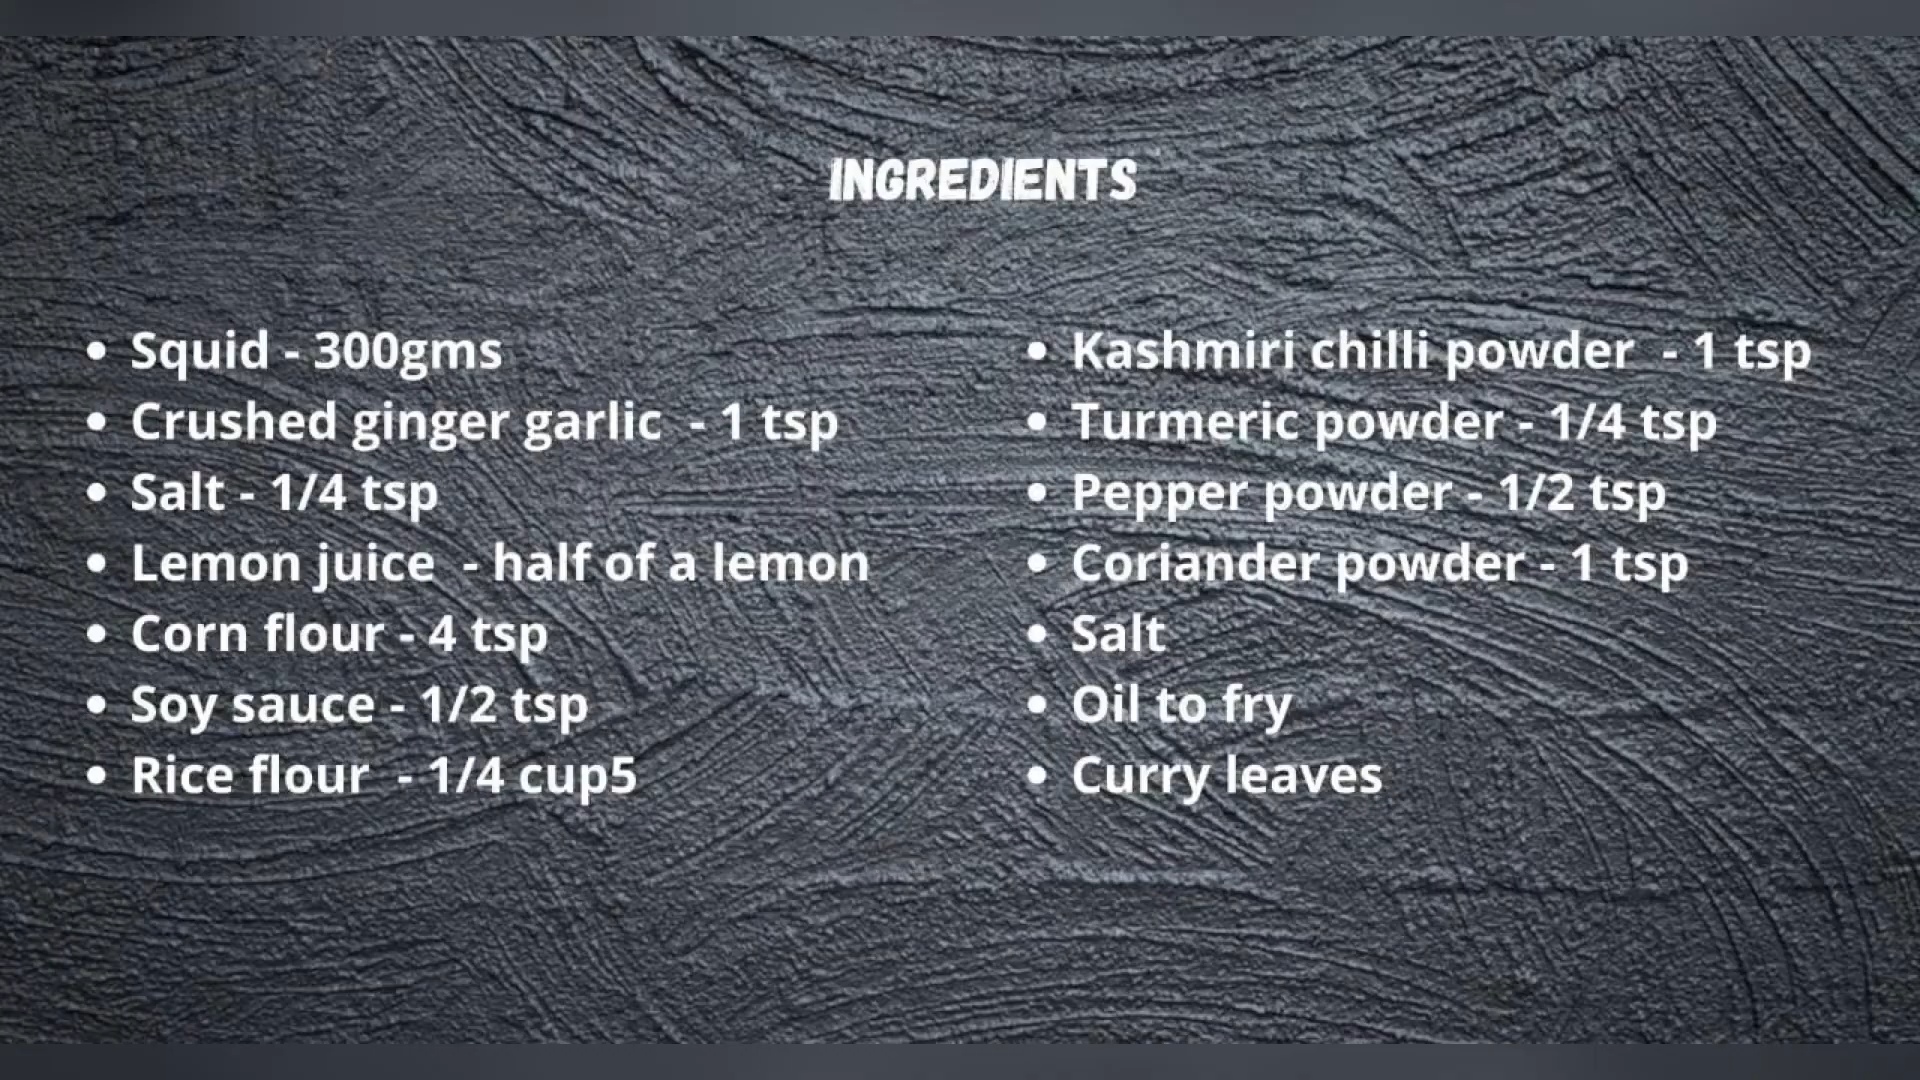 INGREDIENTS
• Squid - 300gms
• Crushed ginger garlic - 1 tsp
• Salt - 1/4 tsp
• Lemon juice - half of a lemon
• Corn flour - 4 tsp
• Soy sauce - 1/2 tsp
• Rice flour - 1/4 cup5
• Kashmiri chilli powder - 1 tsp
• Turmeric powder - 1/4 tsp
• Pepper powder - 1/2 tsp
• Coriander powder - 1 tsp
• Salt
• Oil to fry
• Curry leaves